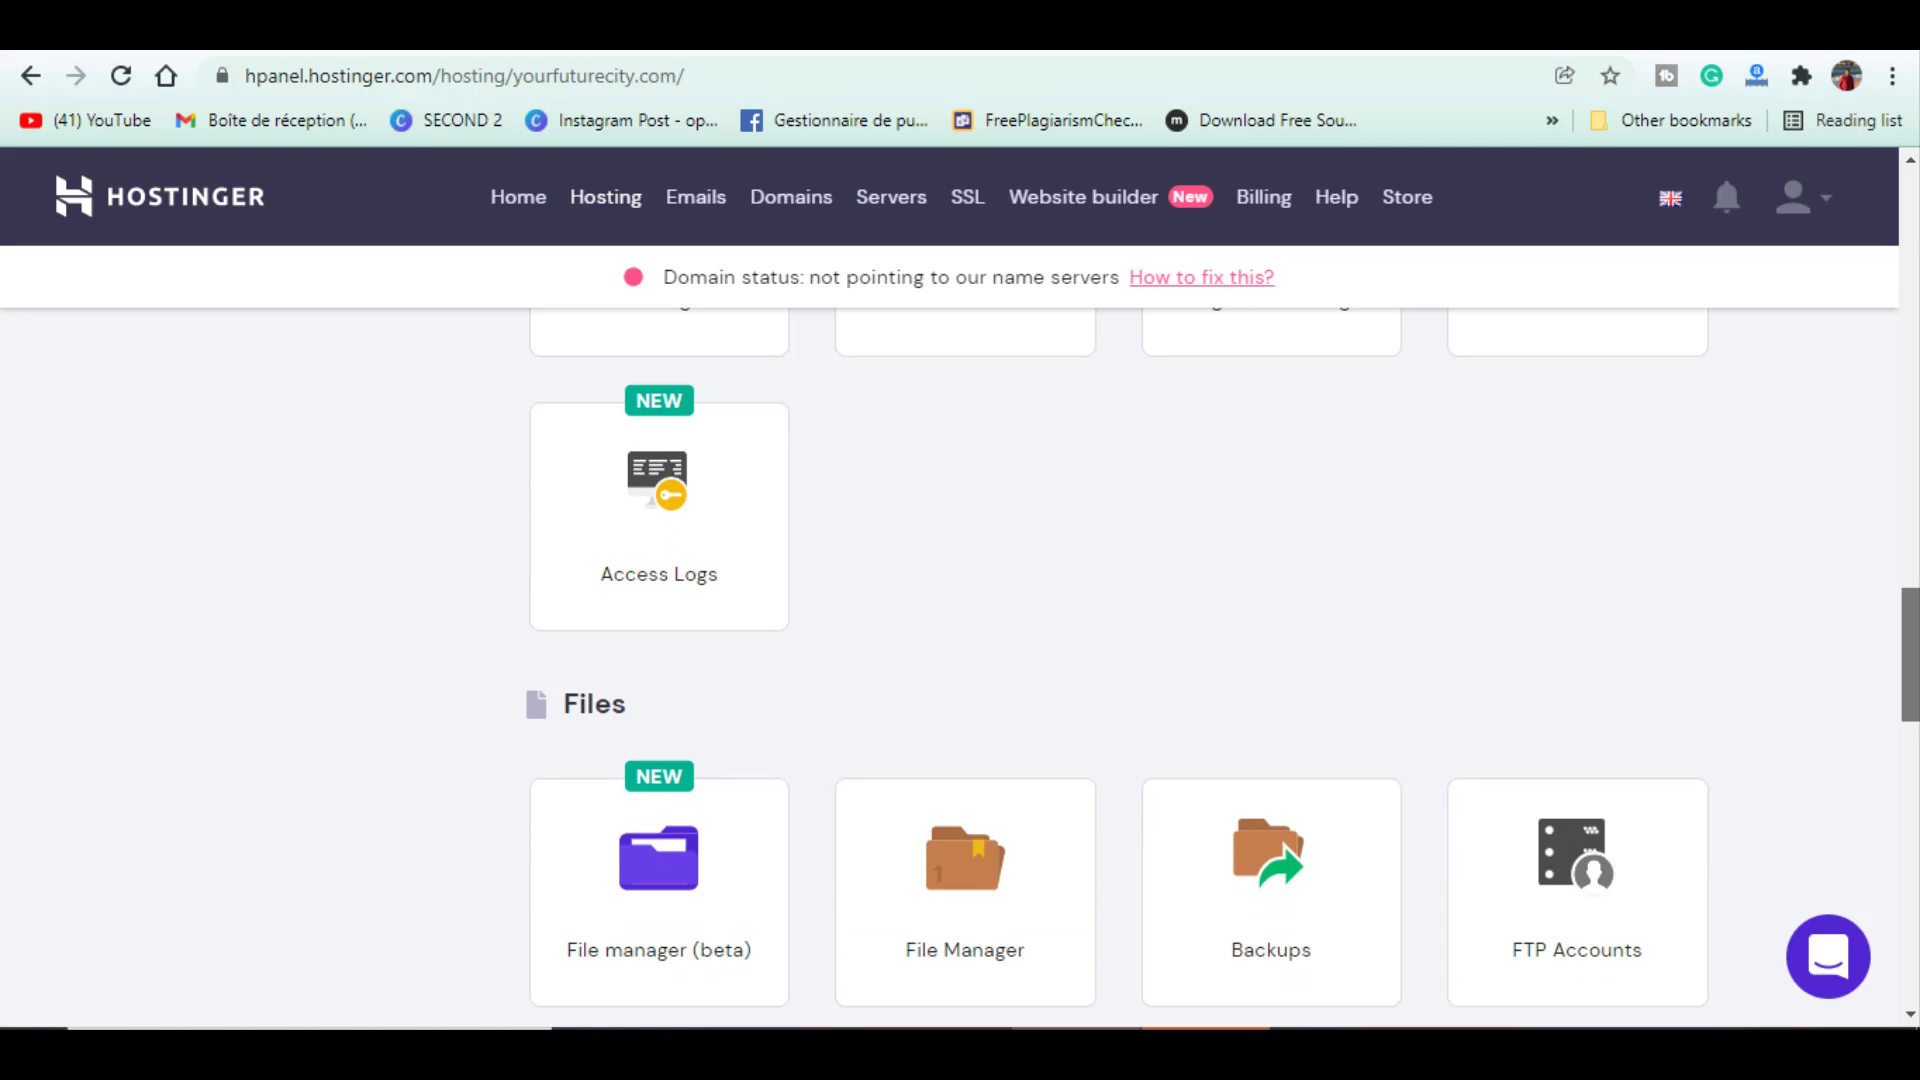 hpanel.hostinger.com/hosting/yourfuturecity.com/
(41) YouTube
Boîte de réception (...
SECOND 2
Instagram Post - op...
Gestionnaire de pu...
FreePlagiarismChec...
Download Free Sou...
»
Other bookmarks
Reading list
HOSTINGER
Home Hosting Emails Domains Servers SSL Website builder New Billing Help Store
Domain status: not pointing to our name servers How to fix this?
NEW
Access Logs
Files
NEW
File manager (beta)
File Manager
Backups
FTP Accounts